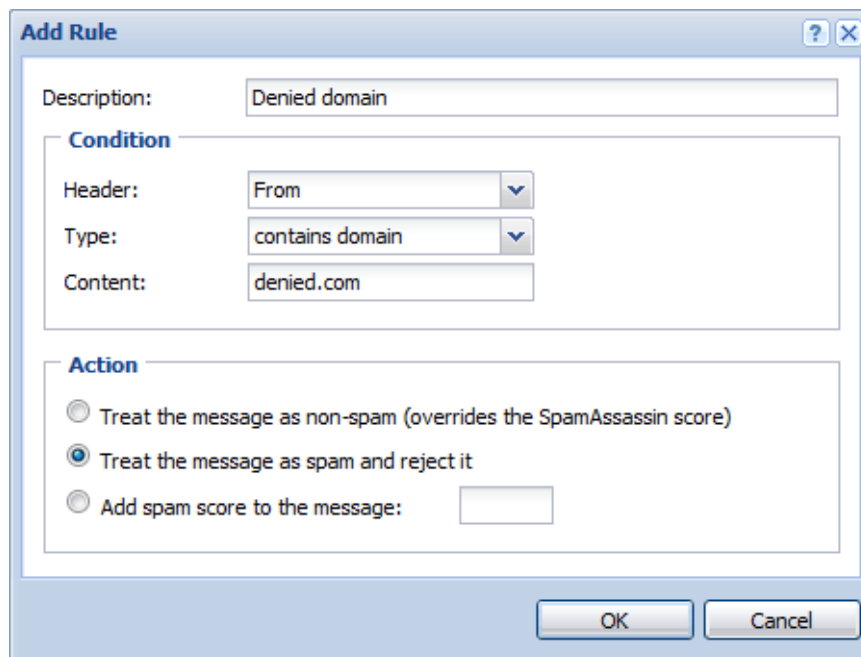 Add Rule ?
Description: Denied domain
Condition
Header: From
Type: contains domain
Content: denied.com
Action
Treat the message as non-spam (overrides the SpamAssassin score)
Treat the message as spam and reject it
Add spam score to the message:
OK Cancel